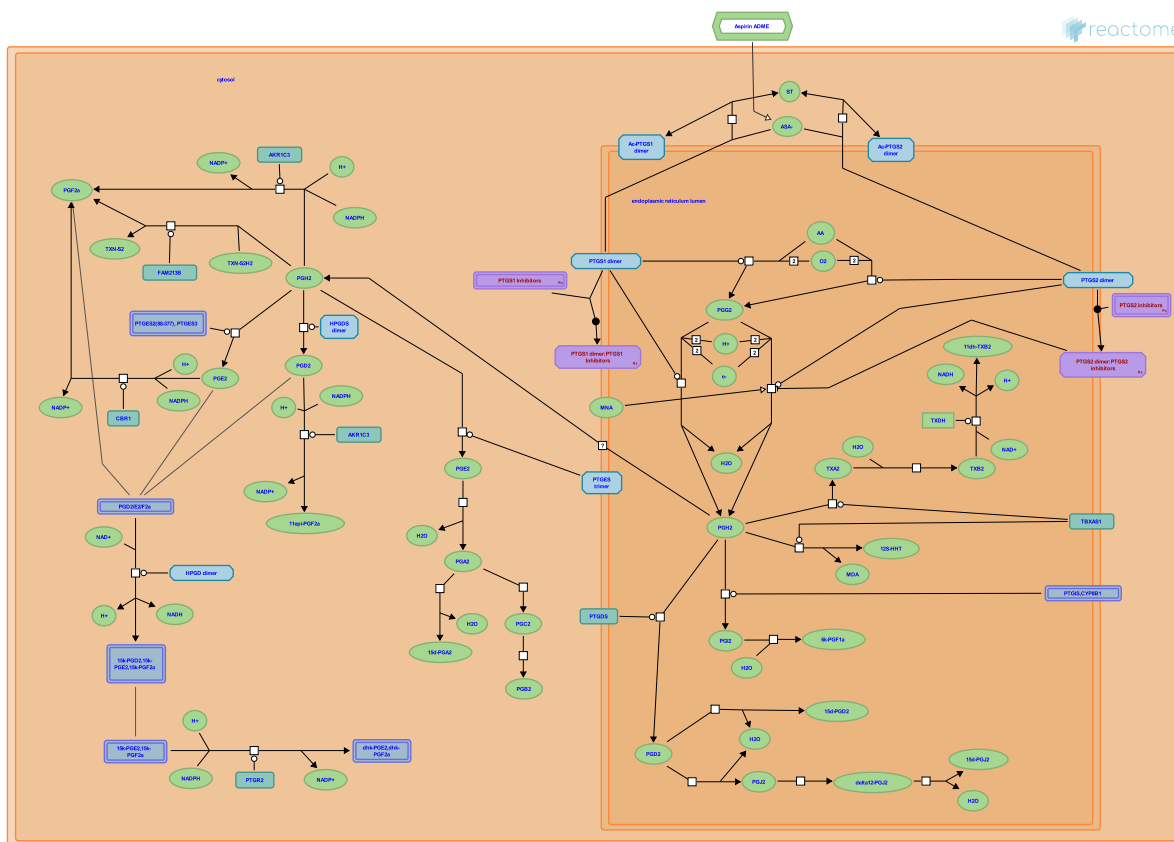 Aspirin ADME
reactome
cytosol
ST
ASA-
Ac-PTGS1
dimer
Ac-PTGS2
dimer
AKR1C3
NADP+
H+
PGF2a
NADPH
endoplasmic reticulum lumen
TXN-S2
TXN-S2H2
FAM213B
AA
O2
2
2
PGH2
PTGS1 dimer
PTGS2 dimer
PTGS1 Inhibitors
PTGS2 Inhibitors
PGG2
PTGES2(88-377), PTGES3
HPGDS
dimer
H+
2
2
2
2
e-
PTGS1 dimer:PTGS1
Inhibitors
PTGS2 dimer:PTGS2
inhibitors
11dh-TXB2
H+
PGE2
PGD2
NADH
H+
NADPH
NADP+
CBR1
H+
NADPH
AKR1C3
MNA
TXDH
NAD+
?
H2O
H2O
TXA2
TXB2
PGE2
PTGES
trimer
NADP+
11epi-PGF2a
PGD2/E2/F2a
NAD+
H2O
PGH2
TBXAS1
12S-HHT
MDA
PGA2
HPGD dimer
H+
NADH
PTGIS,CYP8B1
PTGDS
H2O
PGC2
15d-PGA2
PGI2
6k-PGF1a
H2O
15k-PGD2,15k-
PGE2,15k-PGF2a
PGB2
15d-PGD2
H+
H2O
15k-PGE2,15k-
PGF2a
dhk-PGE2,dhk-
PGF2a
PGD2
15d-PGJ2
NADPH
PTGR2
NADP+
PGJ2
delta12-PGJ2
H2O